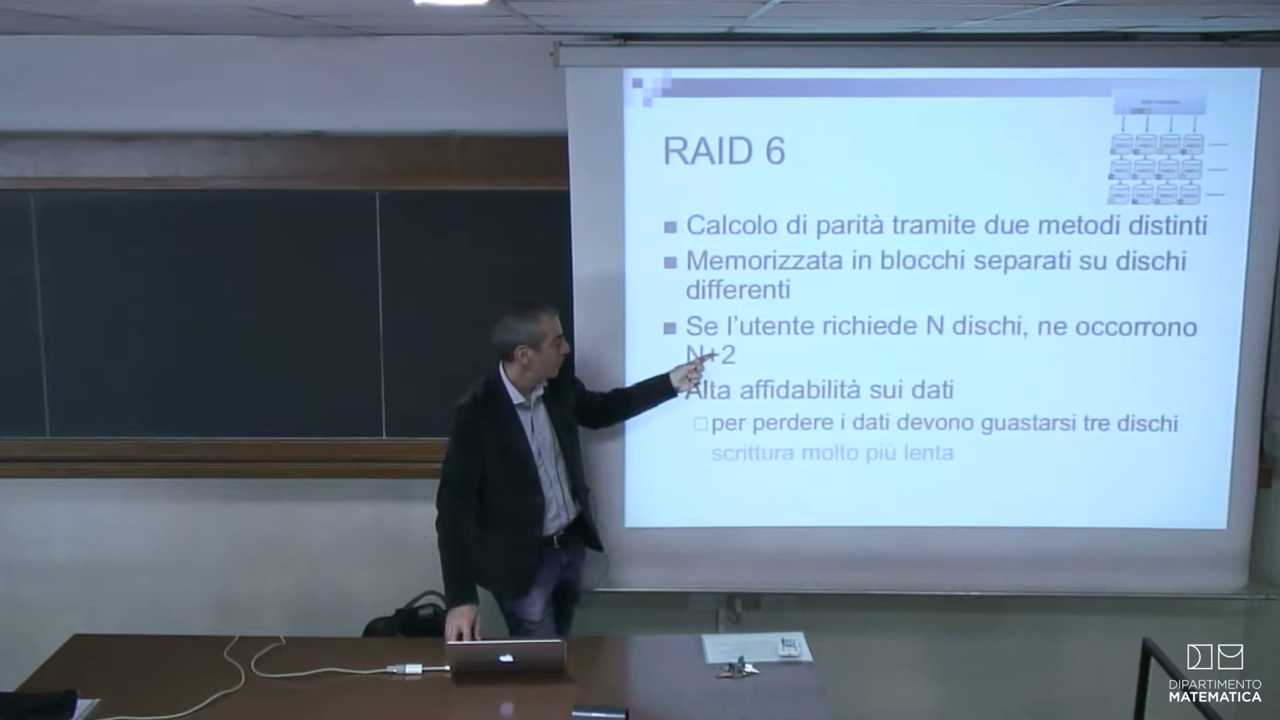 RAID 6
Calcolo di parità tramite due metodi distinti
Memorizzata in blocchi separati su dischi
differenti
Se l'utente richiede N dischi, ne occorrono
N+2
Alta affidabilità sui dati
per perdere i dati devono guastarsi tre dischi
scrittura molto più lenta
DIPARTIMENTO
MATEMATICA